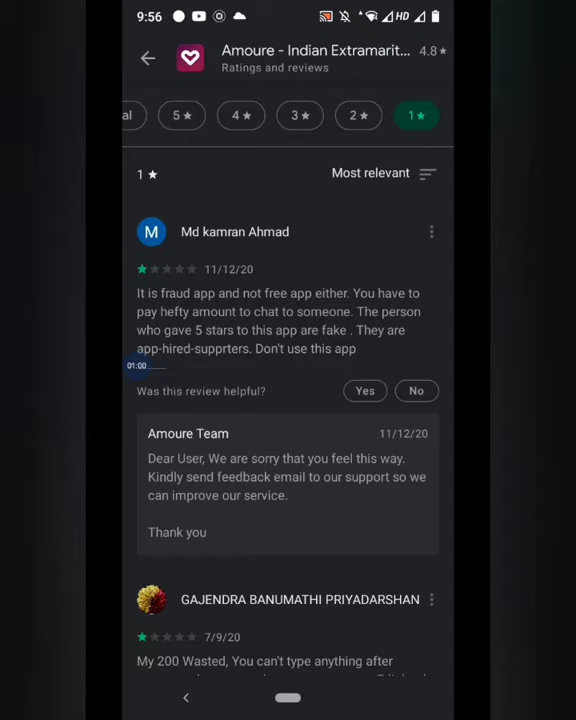 9:56 HD
Amoure - Indian Extramarit... 4.8★
Ratings and reviews
al 5★ 4★ 3★ 2★ 1★
1 ★ Most relevant
M Md kamran Ahmad
11/12/20
It is fraud app and not free app either. You have to
pay hefty amount to chat to someone. The person
who gave 5 stars to this app are fake . They are
app-hired-supprters. Don't use this app
01:00
Was this review helpful? Yes No
Amoure Team 11/12/20
Dear User, We are sorry that you feel this way.
Kindly send feedback email to our support so we
can improve our service.
Thank you
GAJENDRA BANUMATHI PRIYADARSHAN
7/9/20
My 200 Wasted, You can't type anything after